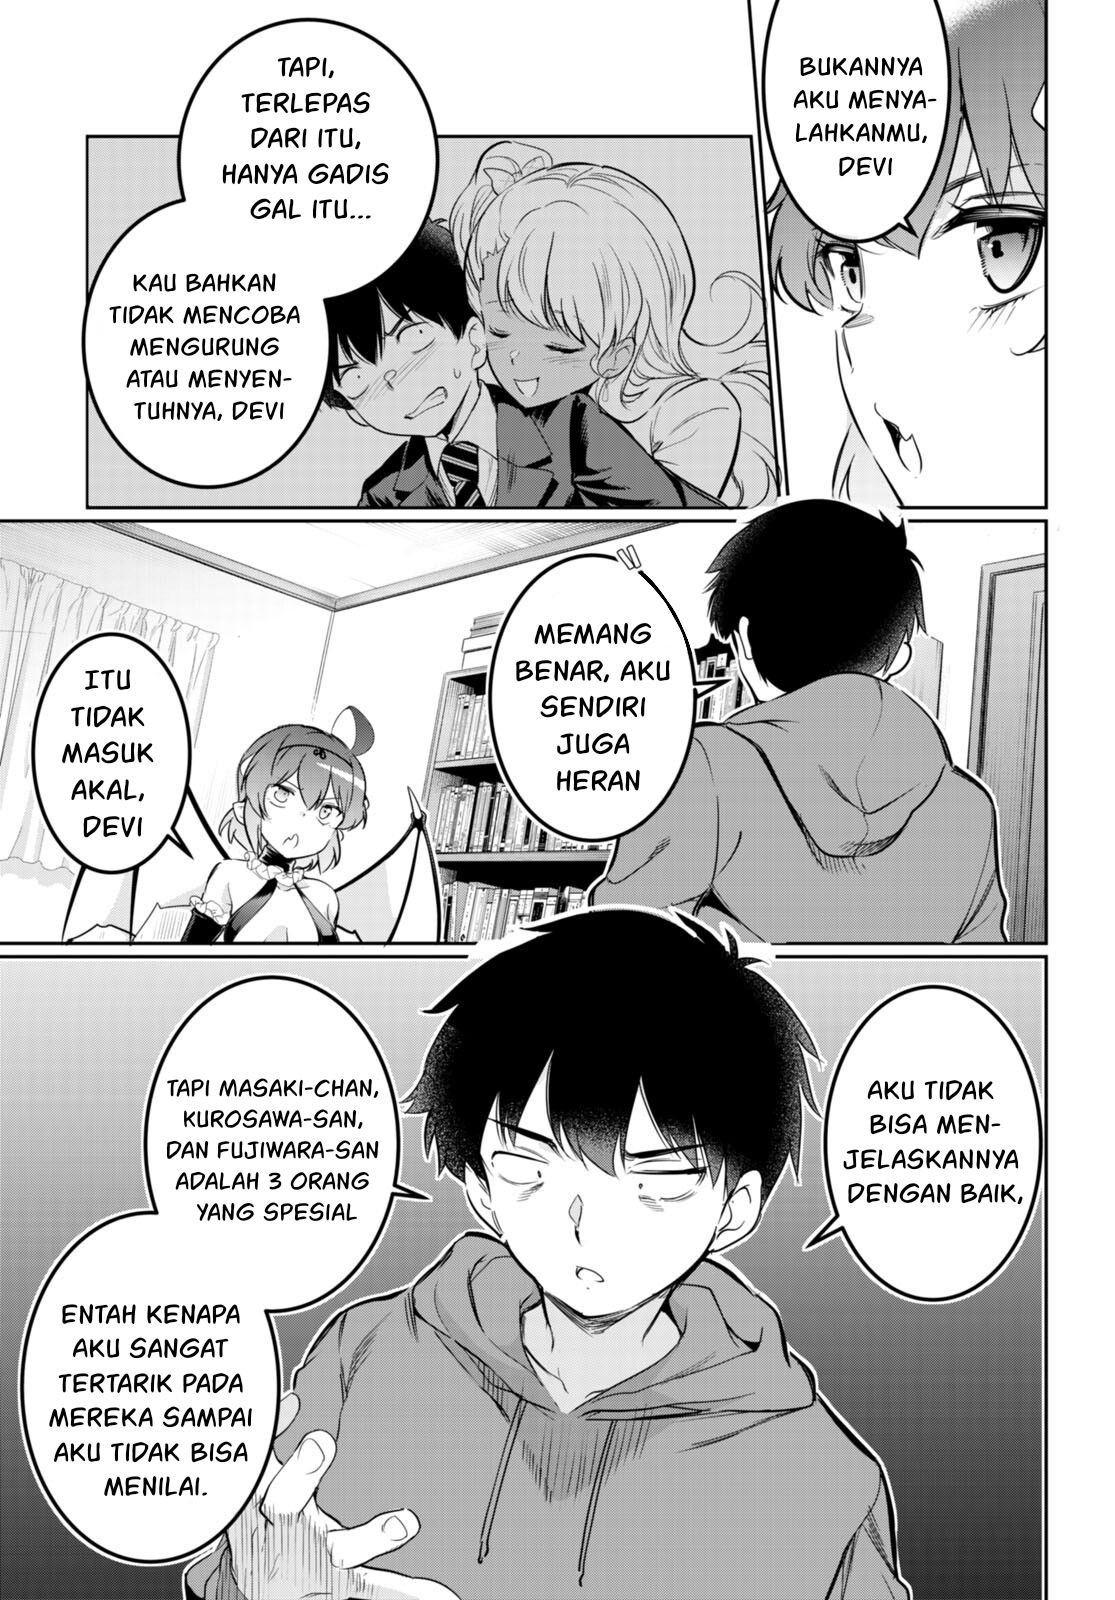 BUKANNYA
AKU MENYA-
LAHKANMU,
DEVI
TAPI,
TERLEPAS
DARI ITU,
HANYA GADIS
GAL ITU...
KAU BAHKAN
TIDAK MENCOBA
MENGURUNG
ATAU MENYEN-
TUHNYA, DEVI
MEMANG
BENAR, AKU
SENDIRI
JUGA
HERAN
ITU
TIDAK
MASUK
AKAL,
DEVI
AKU TIDAK
BISA MEN-
JELASKANNYA
DENGAN BAIK,
TAPI MASAKI-CHAN,
KUROSAWA-SAN,
DAN FUJIWARA-SAN
ADALAH 3 ORANG
YANG SPESIAL
ENTAH KENAPA
AKU SANGAT
TERTARIK PADA
MEREKA SAMPAI
AKU TIDAK BISA
MENILAI.